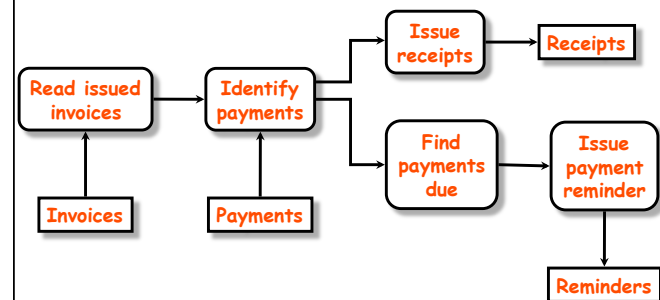 Issue
receipts
Receipts
Read issued
invoices
Identify
payments
Find
payments
due
Issue
payment
reminder
Invoices
Payments
Reminders